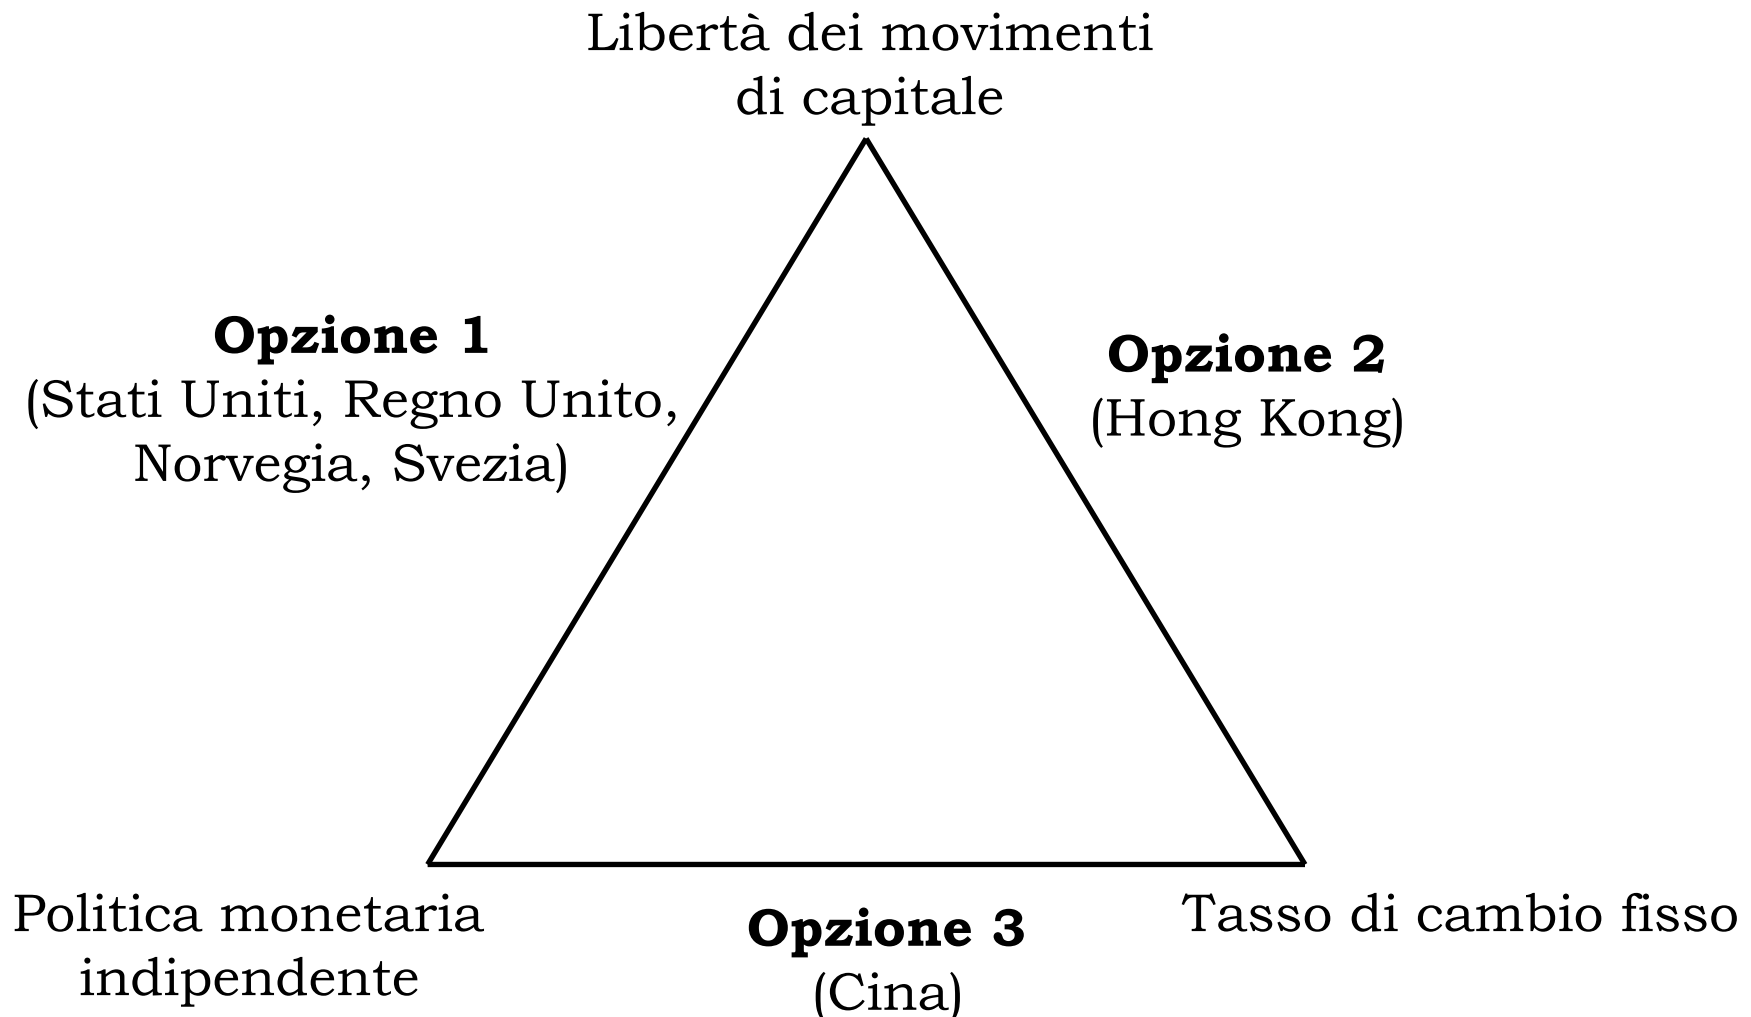 Libertà dei movimenti
di capitale
Opzione 1
(Stati Uniti, Regno Unito,
Norvegia, Svezia)
Opzione 2
(Hong Kong)
Politica monetaria
indipendente
Opzione 3
(Cina)
Tasso di cambio fisso